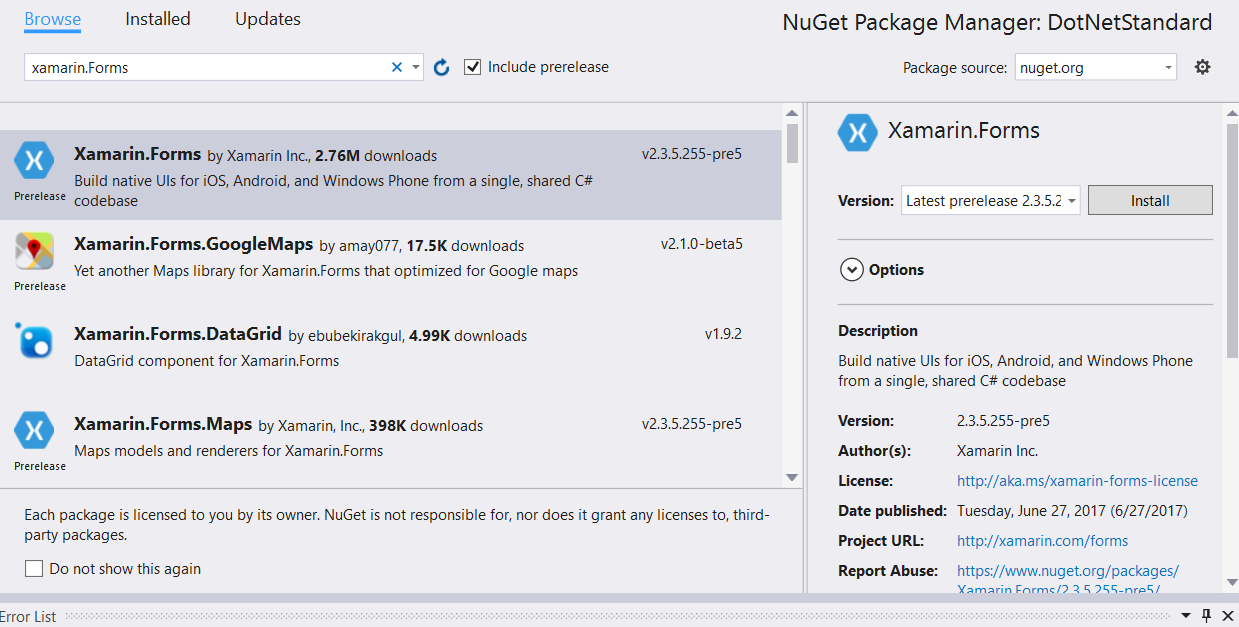 Browse Installed Updates
NuGet Package Manager: DotNetStandard
xamarin.Forms
Include prerelease
Package source: nuget.org
Xamarin.Forms by Xamarin Inc., 2.76M downloads v2.3.5.255-pre5
Build native UIs for iOS, Android, and Windows Phone from a single, shared C#
codebase
Prerelease
Xamarin.Forms.GoogleMaps by amay077, 17.5K downloads v2.1.0-beta5
Yet another Maps library for Xamarin.Forms that optimized for Google maps
Prerelease
Xamarin.Forms.DataGrid by ebubekirakgul, 4.99K downloads v1.9.2
DataGrid component for Xamarin.Forms
Xamarin.Forms.Maps by Xamarin, Inc., 398K downloads v2.3.5.255-pre5
Maps models and renderers for Xamarin.Forms
Prerelease
Each package is licensed to you by its owner. NuGet is not responsible for, nor does it grant any licenses to, third-
party packages.
Do not show this again
Xamarin.Forms
Version: Latest prerelease 2.3.5.2 Install
Options
Description
Build native UIs for iOS, Android, and Windows Phone
from a single, shared C# codebase
Version: 2.3.5.255-pre5
Author(s): Xamarin Inc.
License: http://aka.ms/xamarin-forms-license
Date published: Tuesday, June 27, 2017 (6/27/2017)
Project URL: http://xamarin.com/forms
Report Abuse: https://www.nuget.org/packages/
Xamarin.Forms/2.3.5.255-pre5/
Error List